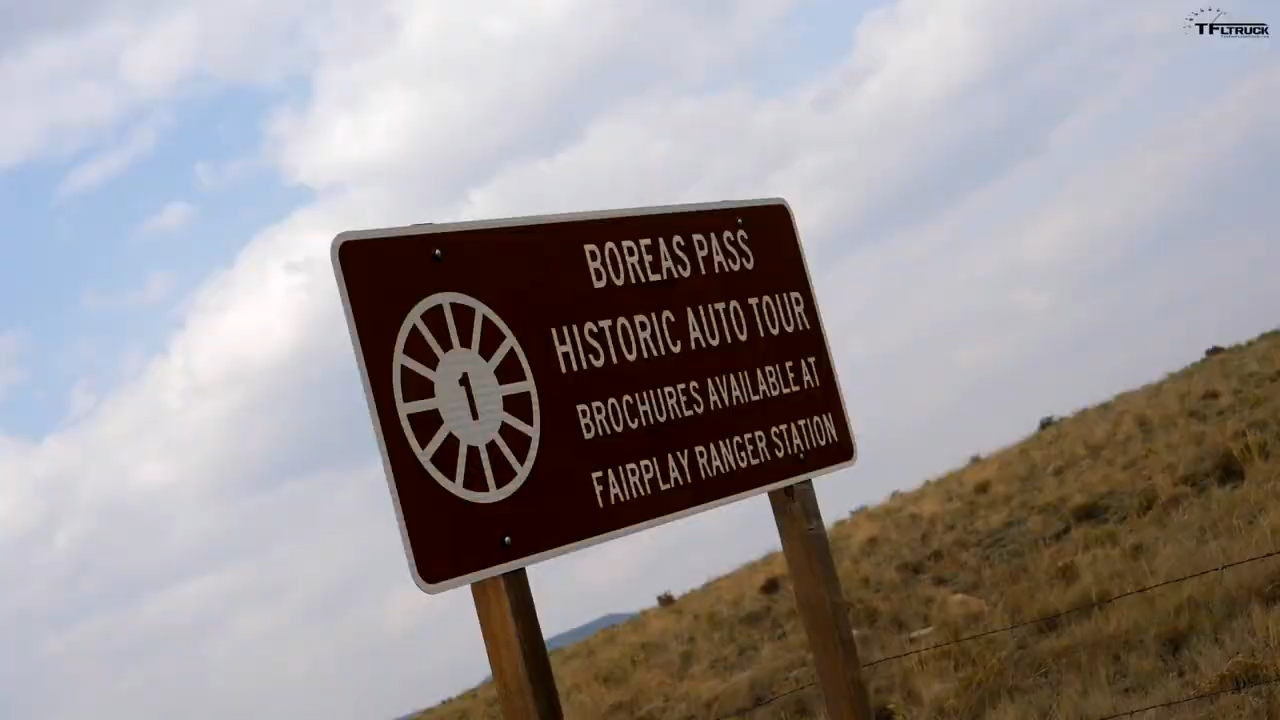 TFLTRUCK
BOREAS PASS
HISTORIC AUTO TOUR
1
BROCHURES AVAILABLE AT
FAIRPLAY RANGER STATION